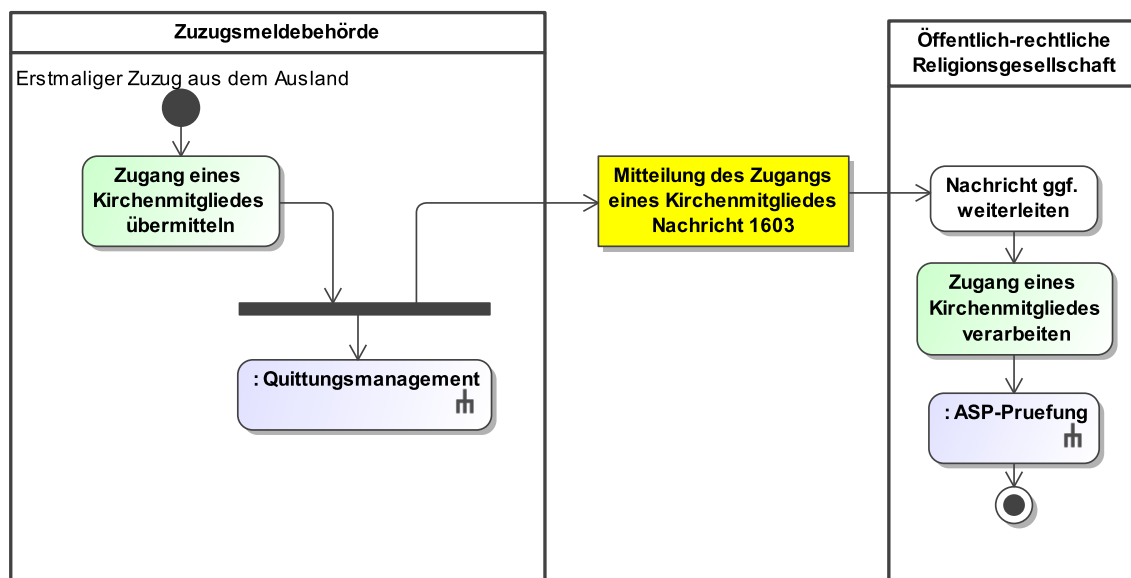 Zuzugsmeldebehörde
Erstmaliger Zuzug aus dem Ausland
Zugang eines
Kirchenmitgliedes
übermitteln
: Quittungsmanagement
Mitteilung des Zugangs
eines Kirchenmitgliedes
Nachricht 1603
Öffentlich-rechtliche
Religionsgesellschaft
Nachricht ggf.
weiterleiten
Zugang eines
Kirchenmitgliedes
verarbeiten
: ASP-Pruefung